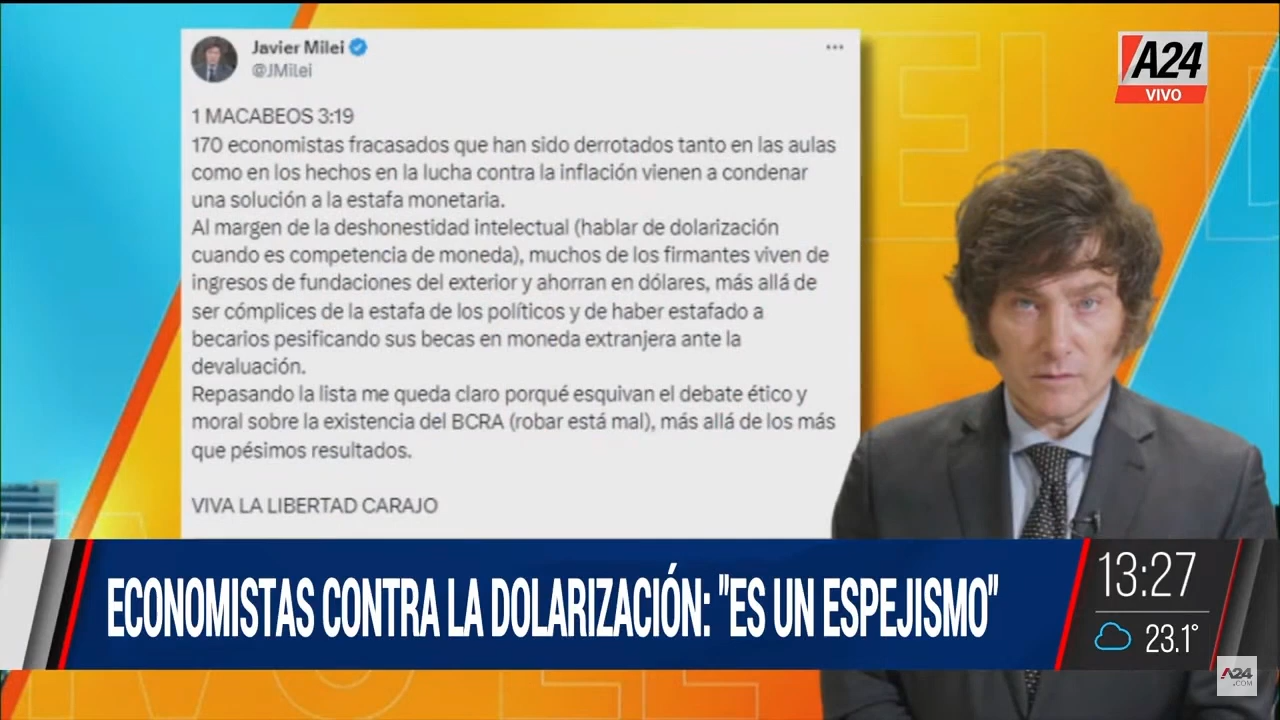 Javier Milei
@JMilei
1 MACABEOS 3:19
170 economistas fracasados que han sido derrotados tanto en las aulas
como en los hechos en la lucha contra la inflación vienen a condenar
una solución a la estafa monetaria.
Al margen de la deshonestidad intelectual (hablar de dolarización
cuando es competencia de moneda), muchos de los firmantes viven de
ingresos de fundaciones del exterior y ahorran en dólares, más allá de
ser cómplices de la estafa de los políticos y de haber estafado a
becarios pesificando sus becas en moneda extranjera ante la
devaluación.
Repasando la lista me queda claro porqué esquivan el debate ético y
moral sobre la existencia del BCRA (robar está mal), más allá de los más
que pésimos resultados.
VIVA LA LIBERTAD CARAJO
A24
VIVO
ECONOMISTAS CONTRA LA DOLARIZACIÓN: "ES UN ESPEJISMO"
13:27
23.1°
A24
.COM